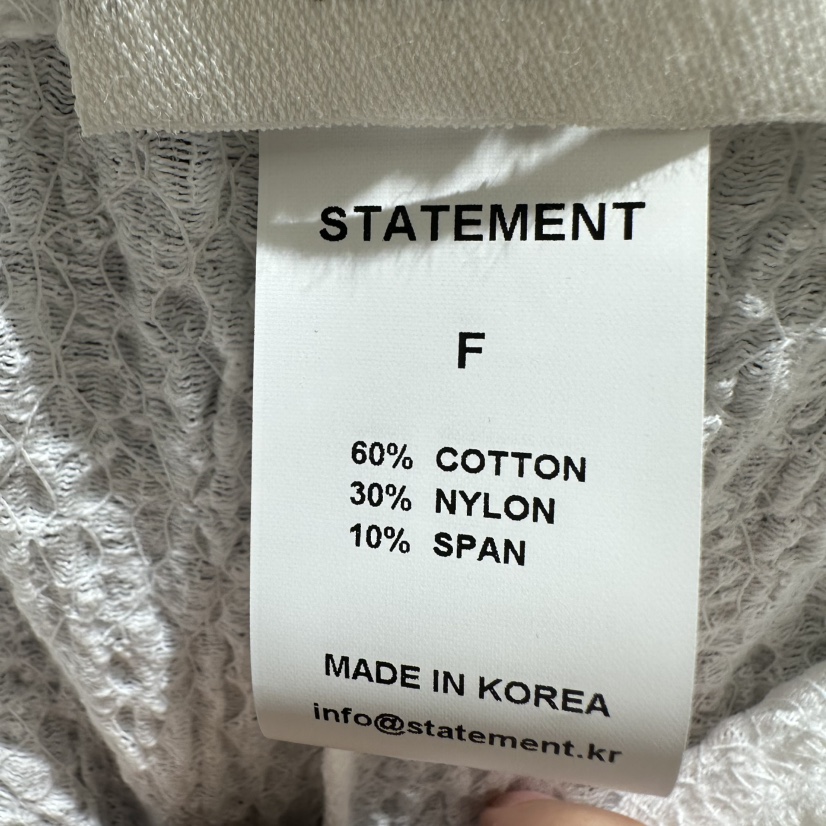 STATEMENT
F
60% COTTON
30% NYLON
10% SPAN
MADE IN KOREA
info@statement.kr